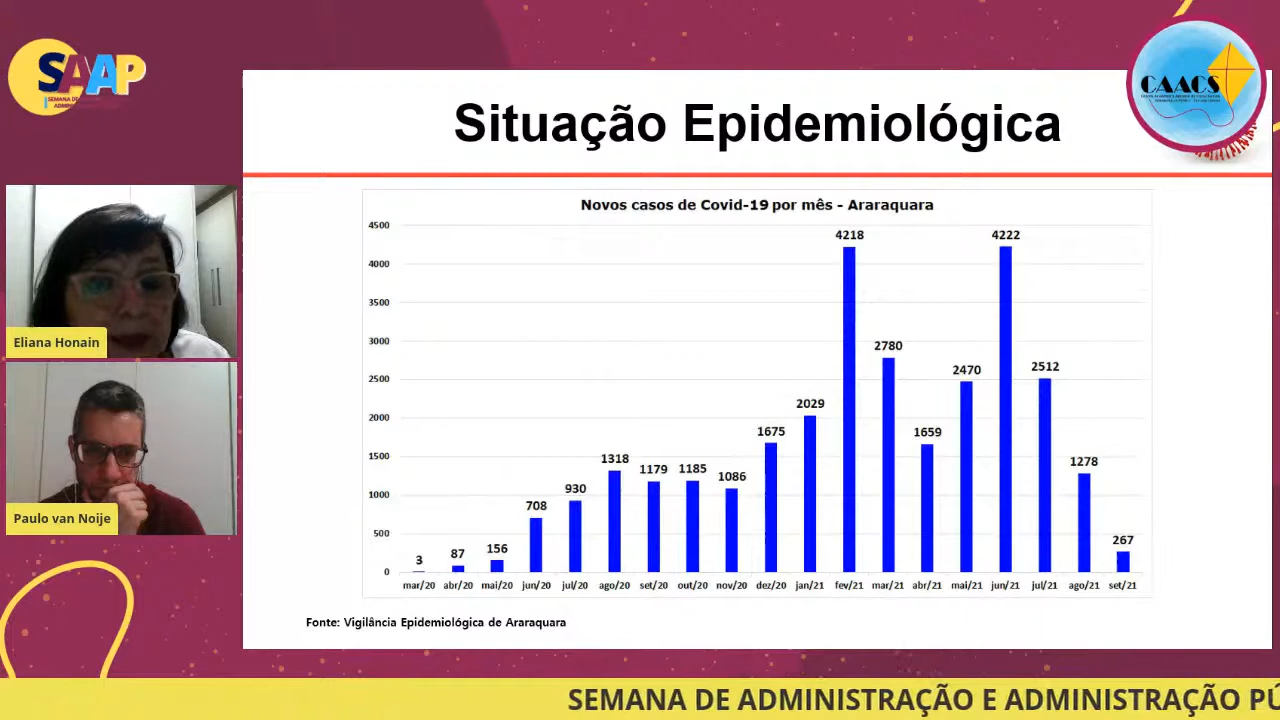 SAAP
SEMANA DE
CAACS
Situação Epidemiológica
Novos casos de Covid-19 por mês - Araraquara
4500
4000
3500
3000
2500
2000
1500
1000
500
0
3
87
156
708
930
1318
1179
1185
1086
1675
2029
4218
2780
1659
2470
4222
2512
1278
267
mar/20 abr/20 mai/20 jun/20 jul/20 ago/20 set/20 out/20 nov/20 dez/20 jan/21 fev/21 mar/21 abr/21 mai/21 jun/21 jul/21 ago/21 set/21
Fonte: Vigilância Epidemiológica de Araraquara
Eliana Honain
Paulo van Noije
SEMANA DE ADMINISTRAÇÃO E ADMINISTRAÇÃO PÚ